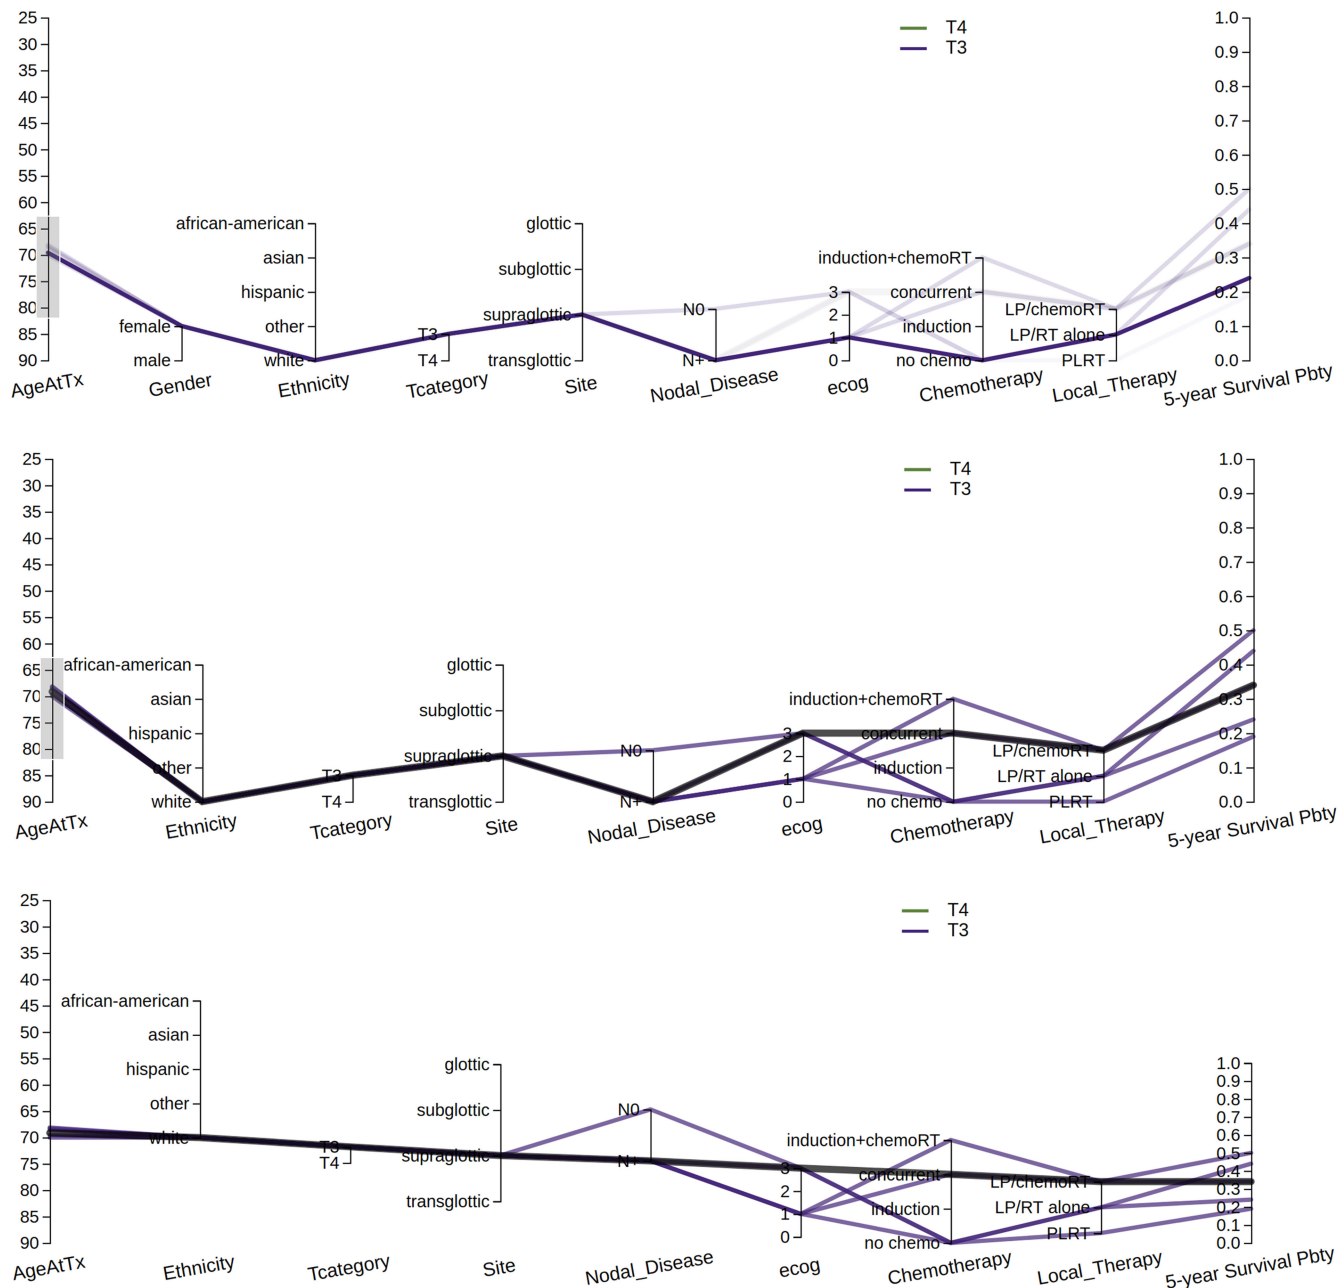 25
30
35
40
45
50
55
60
65
70
75
80
85
90
AgeAtTx
female
male
Gender
african-american
asian
hispanic
other
white
Ethnicity
T3
T4
Tcategory
glottic
subglottic
supraglottic
transglottic
Site
N0
N+
Nodal_Disease
3
2
1
0
ecog
induction+chemoRT
concurrent
induction
no chemo
Chemotherapy
LP/chemoRT
LP/RT alone
PLRT
Local_Therapy
T4
T3
1.0
0.9
0.8
0.7
0.6
0.5
0.4
0.3
0.2
0.1
0.0
5-year Survival Pbty
25
30
35
40
45
50
55
60
65
70
75
80
85
90
AgeAtTx
african-american
asian
hispanic
other
white
Ethnicity
T3
T4
Tcategory
glottic
subglottic
supraglottic
transglottic
Site
N0
N+
Nodal_Disease
3
2
1
0
ecog
induction+chemoRT
concurrent
induction
no chemo
Chemotherapy
LP/chemoRT
LP/RT alone
PLRT
Local_Therapy
T4
T3
1.0
0.9
0.8
0.7
0.6
0.5
0.4
0.3
0.2
0.1
0.0
5-year Survival Pbty
25
30
35
40
45
50
55
60
65
70
75
80
85
90
AgeAtTx
african-american
asian
hispanic
other
white
Ethnicity
T3
T4
Tcategory
glottic
subglottic
supraglottic
transglottic
Site
N0
N+
Nodal_Disease
3
2
1
0
ecog
induction+chemoRT
concurrent
induction
no chemo
Chemotherapy
LP/chemoRT
LP/RT alone
PLRT
Local_Therapy
T4
T3
1.0
0.9
0.8
0.7
0.6
0.5
0.4
0.3
0.2
0.1
0.0
5-year Survival Pbty